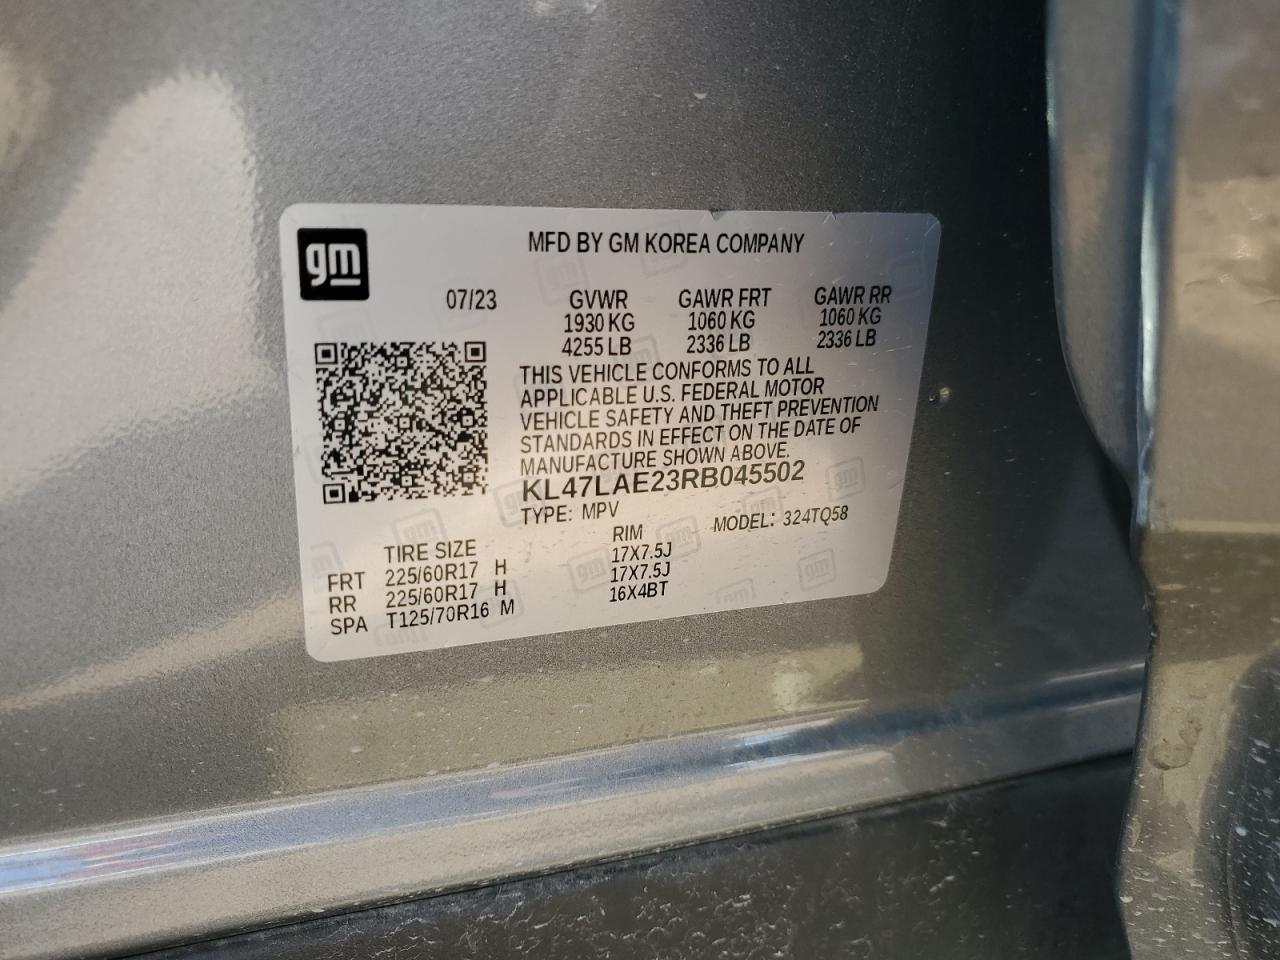 gm
MFD BY GM KOREA COMPANY
07/23 GVWR GAWR FRT GAWR RR
1930 KG 1060 KG 1060 KG
4255 LB 2336 LB 2336 LB
THIS VEHICLE CONFORMS TO ALL
APPLICABLE U.S. FEDERAL MOTOR
VEHICLE SAFETY AND THEFT PREVENTION
STANDARDS IN EFFECT ON THE DATE OF
MANUFACTURE SHOWN ABOVE.
KL47LAE23RB045502
TYPE: MPV MODEL: 324TQ58
TIRE SIZE RIM
FRT 225/60R17 H 17X7.5J
RR 225/60R17 H 17X7.5J
SPA T125/70R16 M 16X4BT